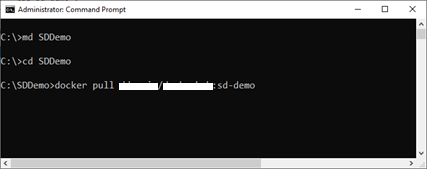 Administrator: Command Prompt
C:\>md SDDemo
C:\>cd SDDemo
C:\SDDemo>docker pull / :sd-demo